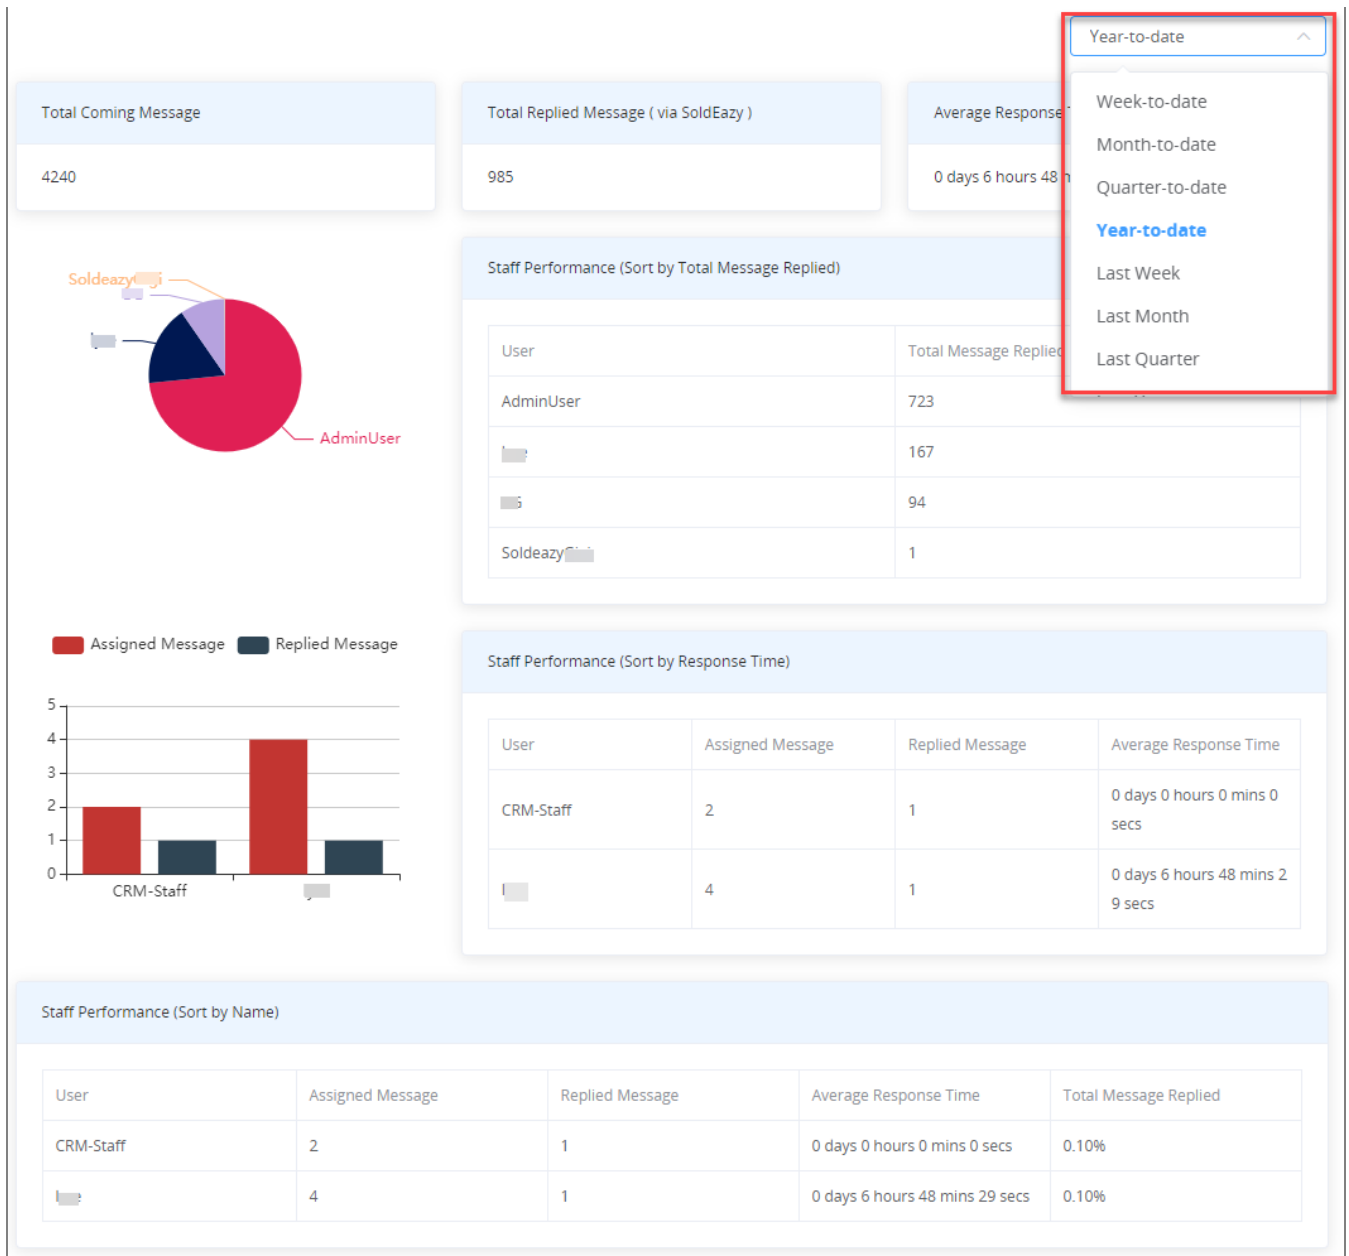 Year-to-date
Week-to-date
Month-to-date
Quarter-to-date
Year-to-date
Last Week
Last Month
Last Quarter
Total Coming Message
4240
Total Replied Message ( via SoldEazy )
985
Average Response
0 days 6 hours 48
Soldeazy
AdminUser
Staff Performance (Sort by Total Message Replied)
User Total Message Replied
AdminUser 723
167
94
Soldeazy 1
Assigned Message Replied Message
5
4
3
2
1
0
CRM-Staff
Staff Performance (Sort by Response Time)
User Assigned Message Replied Message Average Response Time
CRM-Staff 2 1 0 days 0 hours 0 mins 0
secs
4 1 0 days 6 hours 48 mins 2
9 secs
Staff Performance (Sort by Name)
User Assigned Message Replied Message Average Response Time Total Message Replied
CRM-Staff 2 1 0 days 0 hours 0 mins 0 secs 0.10%
4 1 0 days 6 hours 48 mins 29 secs 0.10%